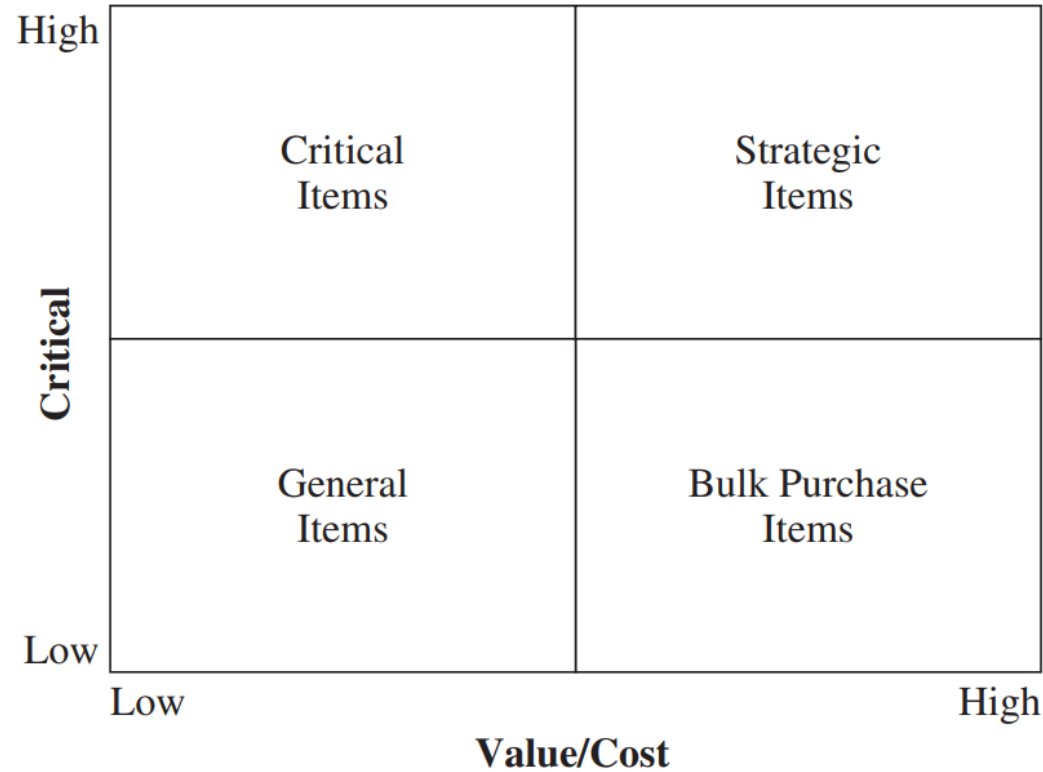 High
Critical
Items
Strategic
Items
Critical
General
Items
Bulk Purchase
Items
Low
Low
High
Value/Cost